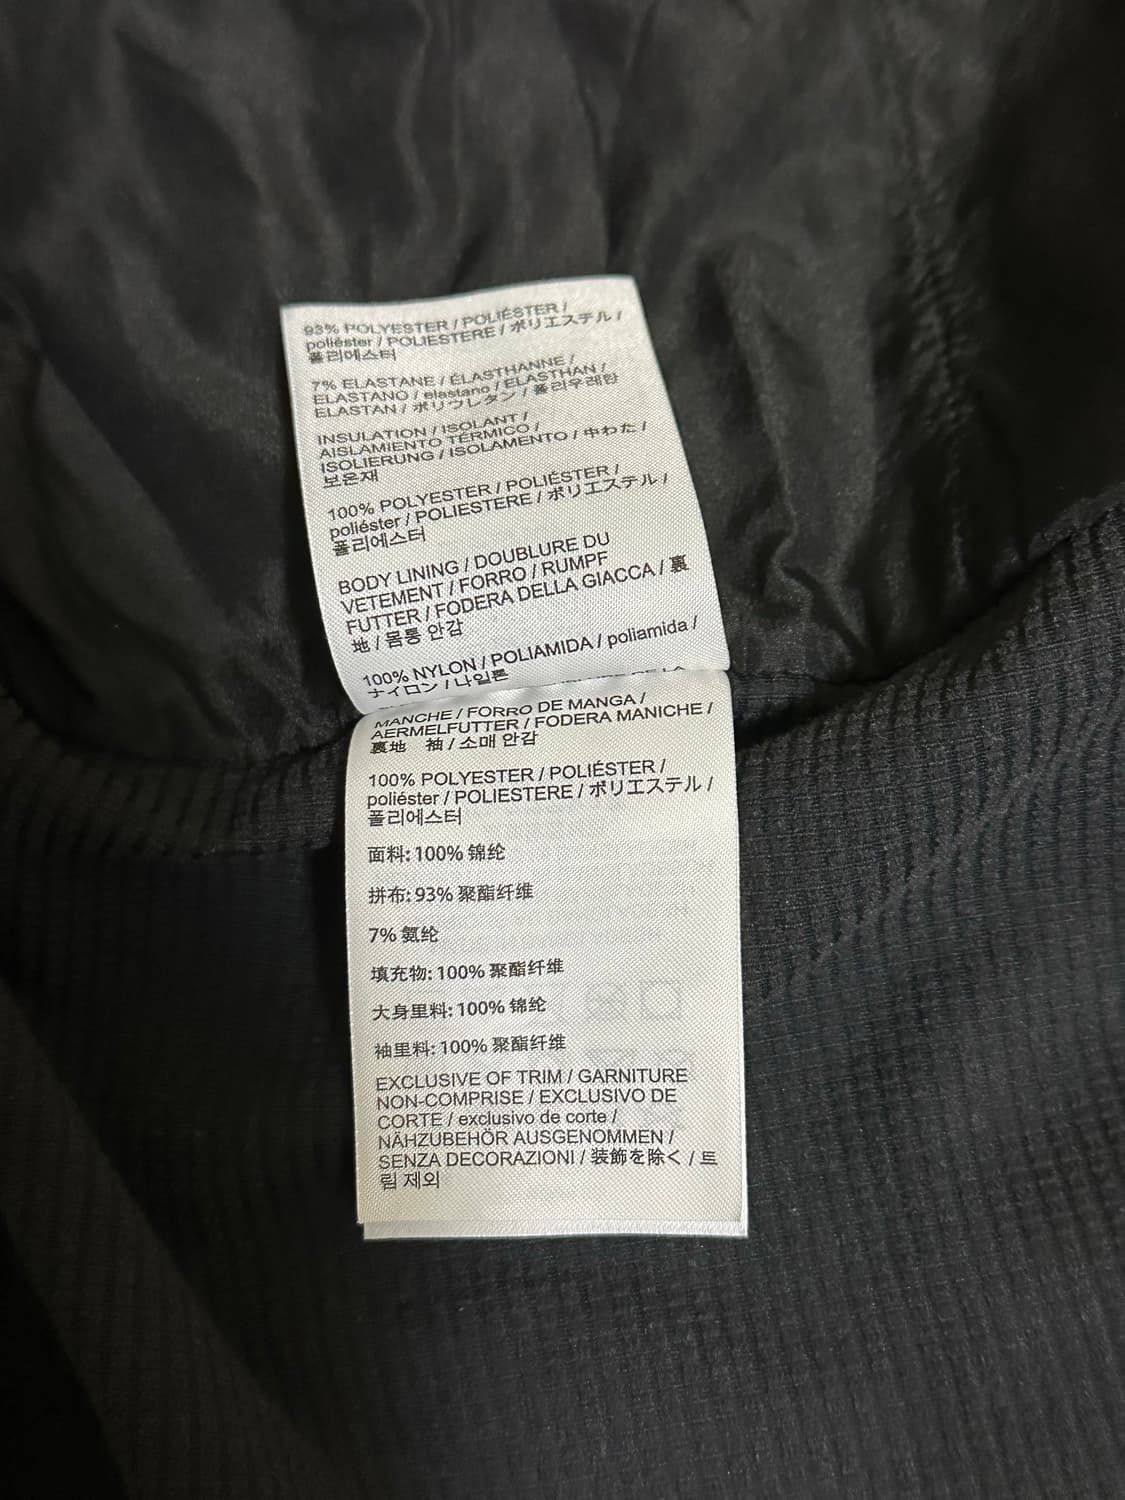 93% POLYESTER / POLIÉSTER /
poliéster / POLIESTERE / ポリエステル /
폴리에스터
7% ELASTANE / ÉLASTHANNE /
ELASTANO / elastano / ELASTHAN /
ELASTAN / ポリウレタン / 폴리우레탄
INSULATION / ISOLANT /
AISLAMIENTO TÉRMICO /
ISOLIERUNG / ISOLAMENTO / 中わた /
보온재
100% POLYESTER / POLIÉSTER /
poliéster / POLIESTERE / ポリエステル /
폴리에스터
BODY LINING / DOUBLURE DU
VETEMENT / FORRO / RUMPF
FUTTER / FODERA DELLA GIACCA / 裏
地 / 몸통 안감
100% NYLON / POLIAMIDA / poliamida /
ナイロン / 나일론
DE LA
MANCHE / FORRO DE MANGA /
AERMELFUTTER / FODERA MANICHE /
裏地 袖 / 소매 안감
100% POLYESTER / POLIÉSTER /
poliéster / POLIESTERE / ポリエステル /
폴리에스터
面料: 100% 锦纶
拼布: 93% 聚酯纤维
7% 氨纶
填充物: 100% 聚酯纤维
大身里料: 100% 锦纶
袖里料: 100% 聚酯纤维
EXCLUSIVE OF TRIM / GARNITURE
NON-COMPRISE / EXCLUSIVO DE
CORTE / exclusivo de corte /
NÄHZUBEHÖR AUSGENOMMEN /
SENZA DECORAZIONI / 装飾を除く / 트
림 제외